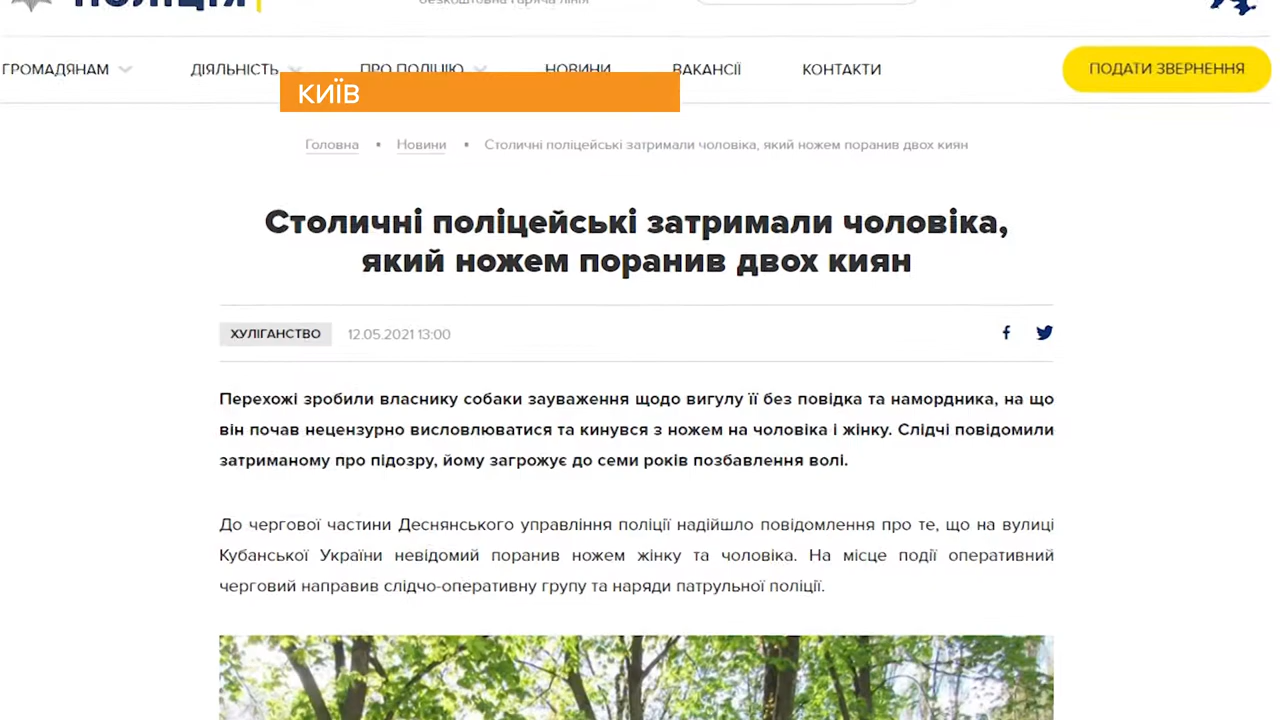 ПОЛІЦІЯ
безкоштовна гаряча лінія
ГРОМАДЯНАМ ДІЯЛЬНІСТЬ ПРО ПОЛІЦІЮ НОВИНИ ВАКАНСІЇ КОНТАКТИ ПОДАТИ ЗВЕРНЕННЯ
КИЇВ
Головна ▪ Новини ▪ Столичні поліцейські затримали чоловіка, який ножем поранив двох киян
Столичні поліцейські затримали чоловіка,
який ножем поранив двох киян
ХУЛІГАНСТВО 12.05.2021 13:00
Перехожі зробили власнику собаки зауваження щодо вигулу її без повідка та намордника, на що
він почав нецензурно висловлюватися та кинувся з ножем на чоловіка і жінку. Слідчі повідомили
затриманому про підозру, йому загрожує до семи років позбавлення волі.
До чергової частини Деснянського управління поліції надійшло повідомлення про те, що на вулиці
Кубанської України невідомий поранив ножем жінку та чоловіка. На місце події оперативний
черговий направив слідчо-оперативну групу та наряди патрульної поліції.